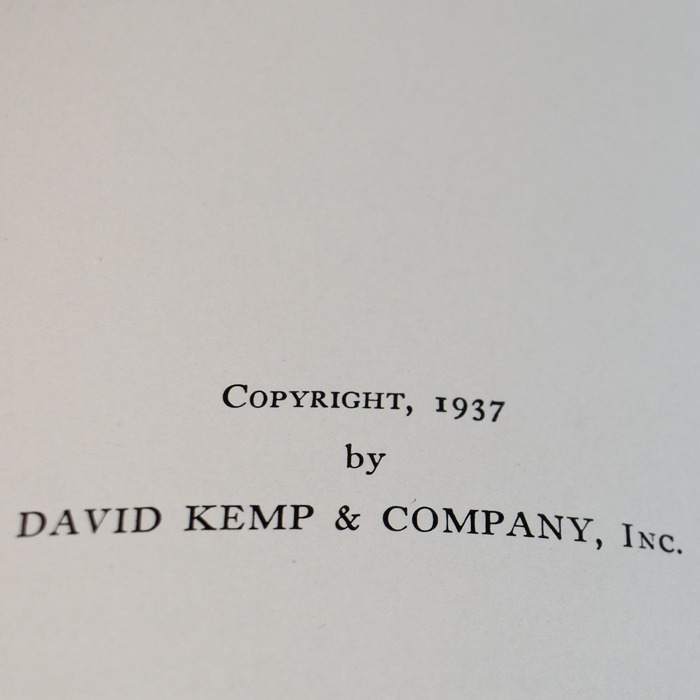 Copyright, 1937
by
DAVID KEMP & COMPANY, Inc.